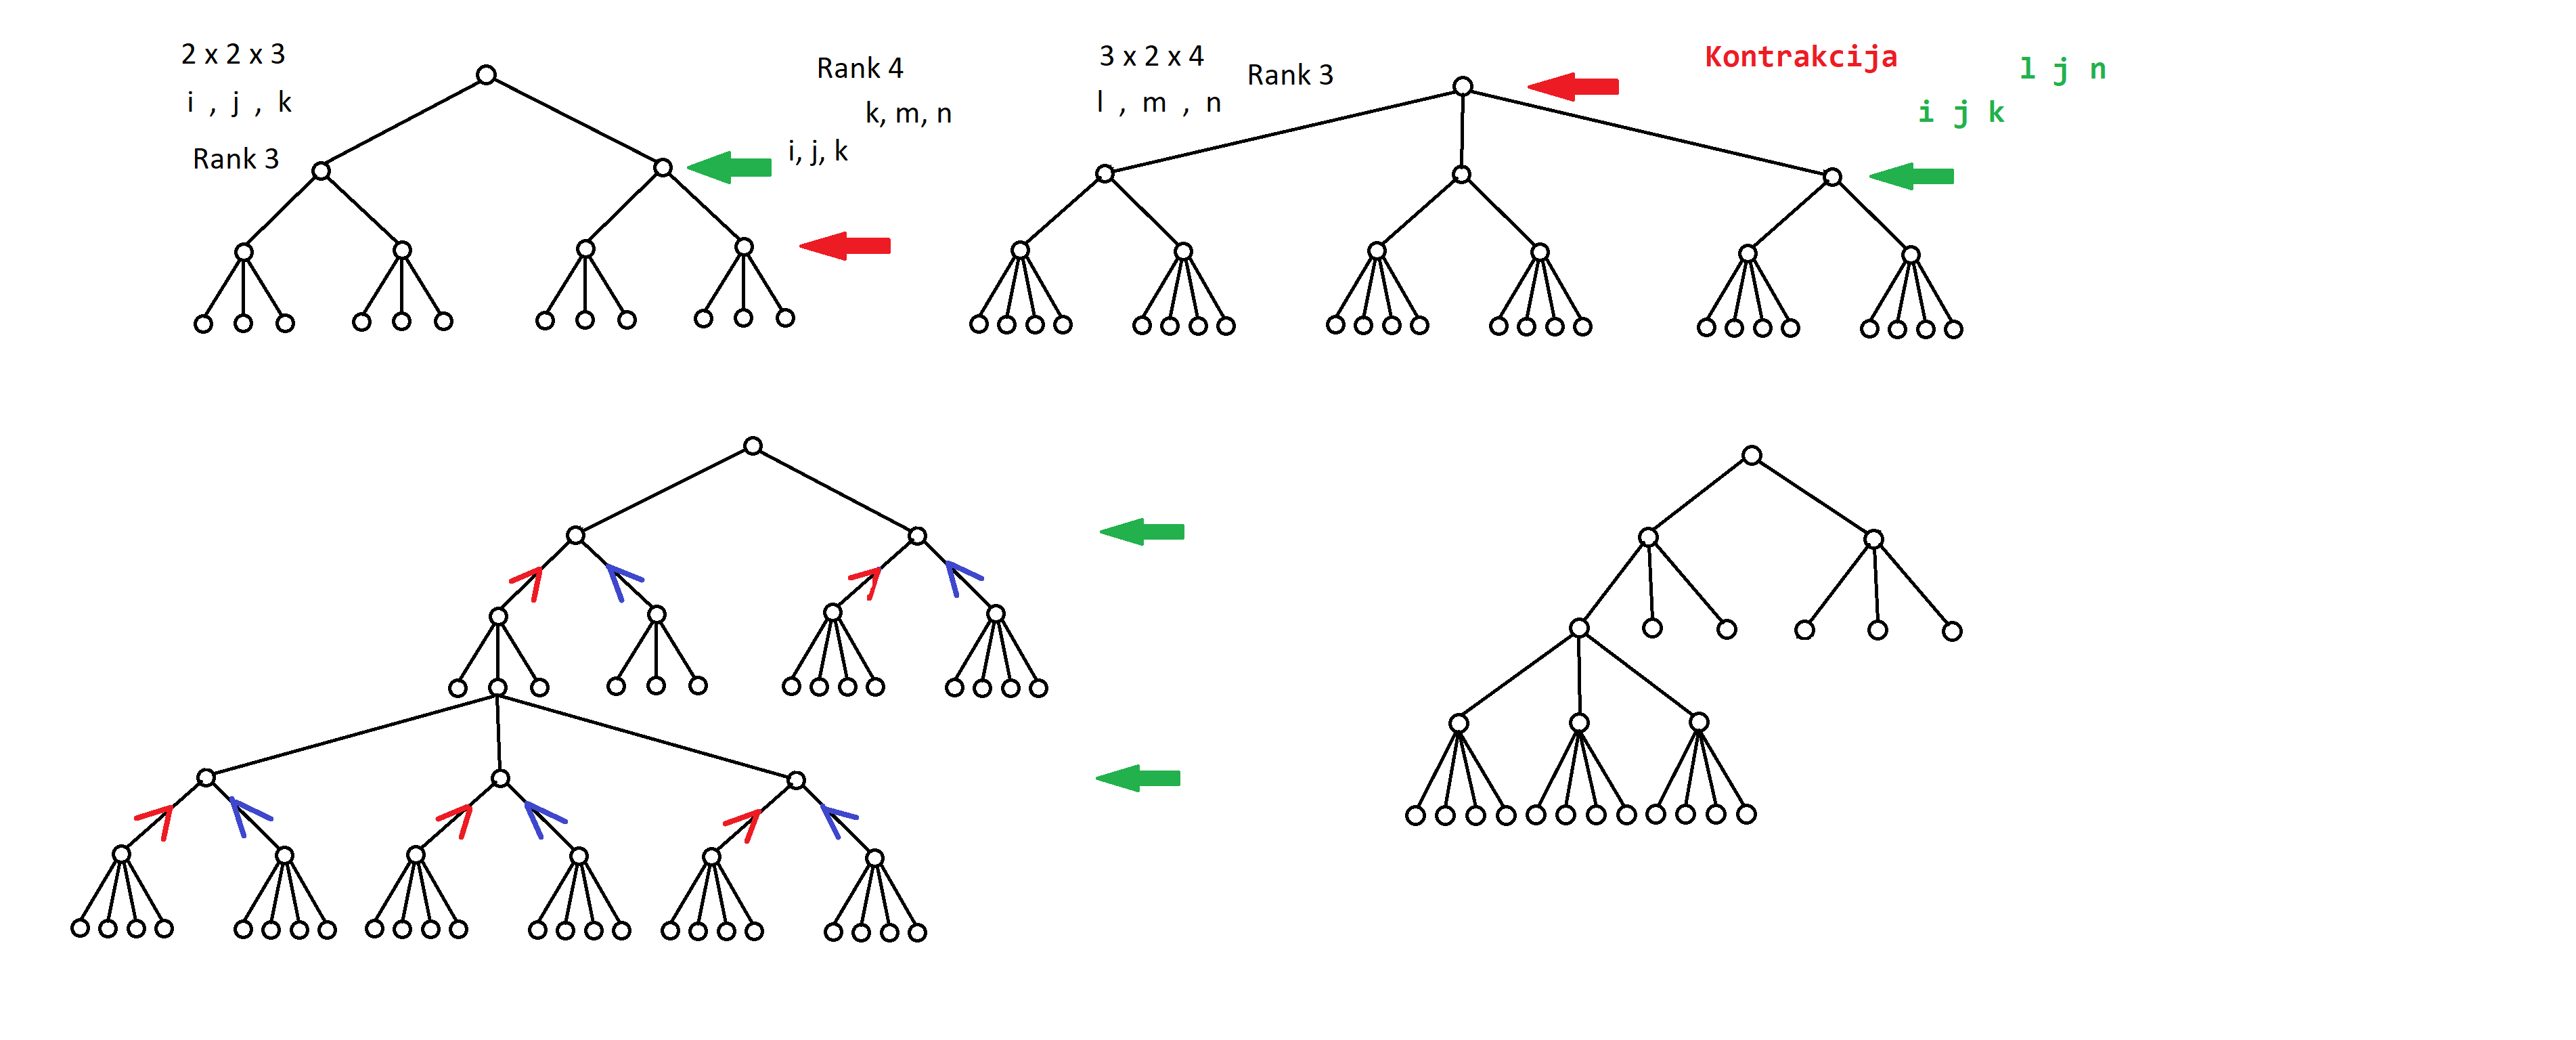 2 x 2 x 3
i , j , k
Rank 3
Rank 4
k, m, n
i, j, k
3 x 2 x 4
l , m , n
Rank 3
Kontrakcija
l j n
i j k